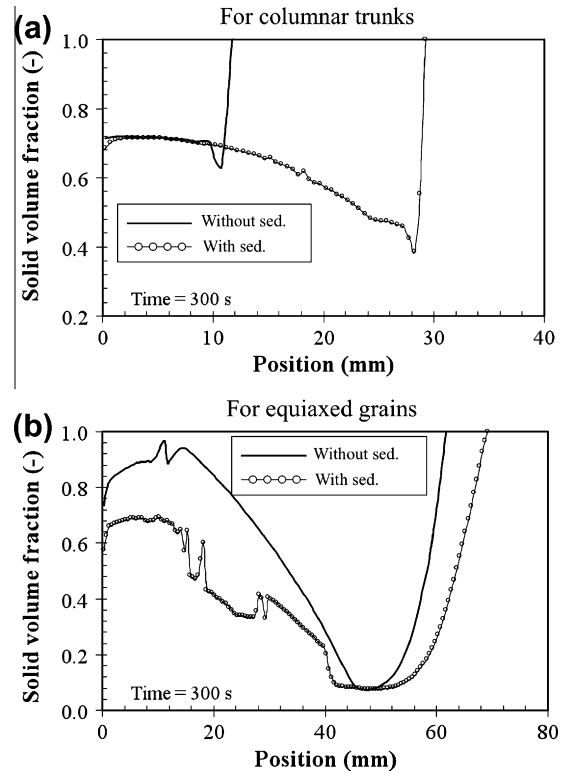 (a)
For columnar trunks
1.0
0.8
0.6
0.4
0.2
Solid volume fraction (-)
Without sed.
With sed.
Time = 300 s
0 10 20 30 40
Position (mm)
(b)
For equiaxed grains
1.0
0.8
0.6
0.4
0.2
0.0
Solid volume fraction (-)
Without sed.
With sed.
Time = 300 s
0 20 40 60 80
Position (mm)